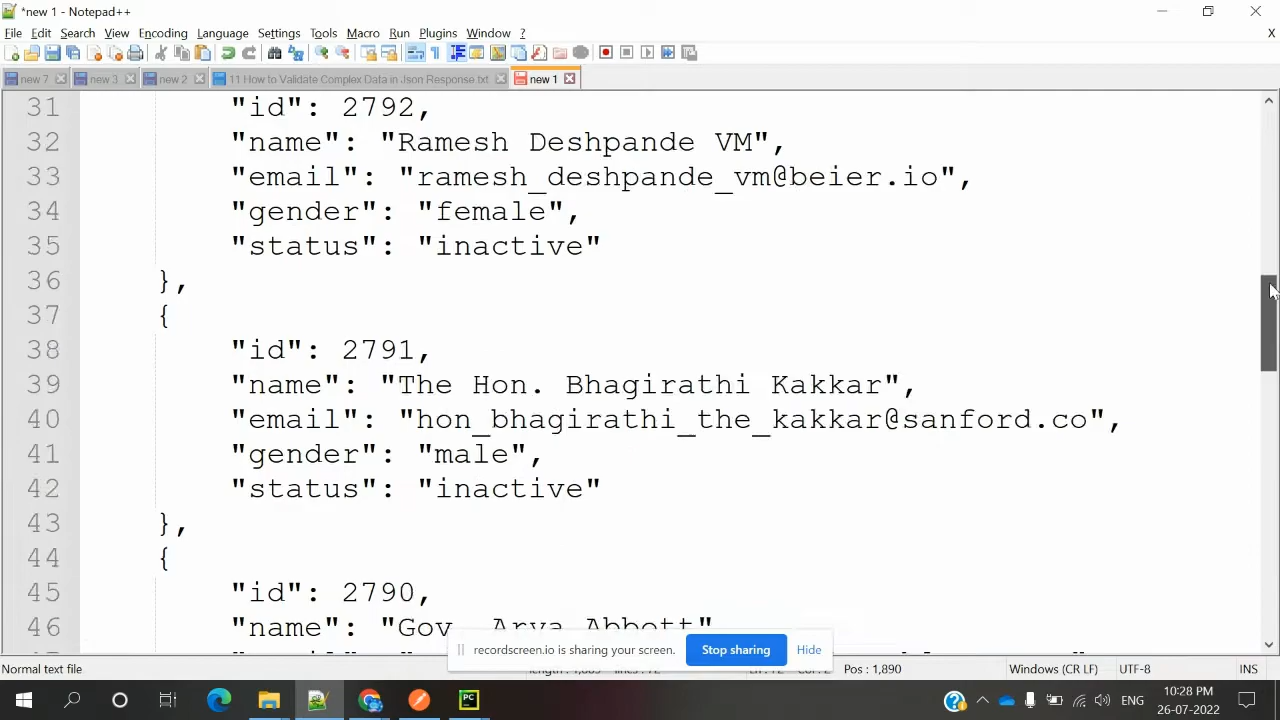 *new 1 - Notepad++
File Edit Search View Encoding Language Settings Tools Macro Run Plugins Window ? X
new 7 new 3 new 2 11 How to Validate Complex Data in Json Response.txt new 1
31 "id": 2792,
32 "name": "Ramesh Deshpande VM",
33 "email": "ramesh_deshpande_vm@beier.io",
34 "gender": "female",
35 "status": "inactive"
36 },
37 {
38 "id": 2791,
39 "name": "The Hon. Bhagirathi Kakkar",
40 "email": "hon_bhagirathi_the_kakkar@sanford.co",
41 "gender": "male",
42 "status": "inactive"
43 },
44 {
45 "id": 2790,
46 "name": "Gov. Arya Abbott"
recordscreen.io is sharing your screen. Stop sharing Hide
Normal text file Pos : 1,890 Windows (CR LF) UTF-8 INS
PC ENG 10:28 PM
26-07-2022